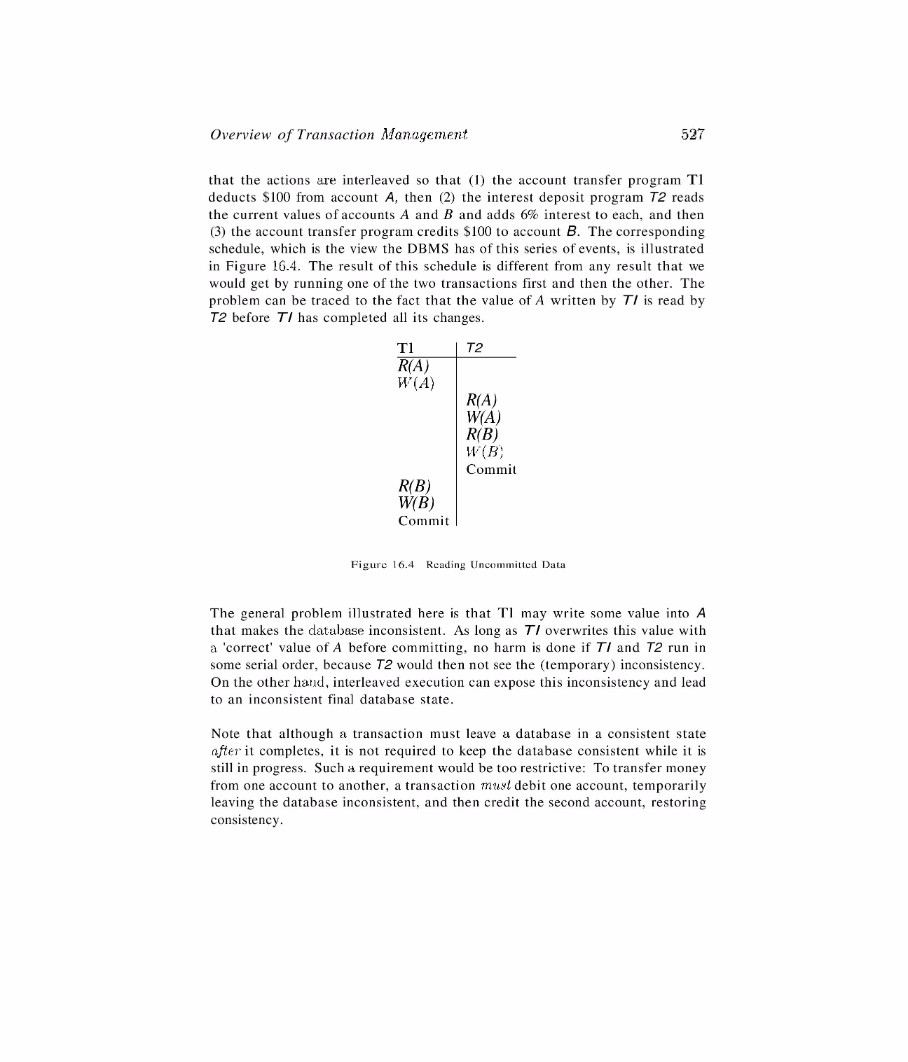 Overview of Transaction Management 527
that the actions are interleaved so that (1) the account transfer program T1
deducts $100 from account A, then (2) the interest deposit program T2 reads
the current values of accounts A and B and adds 6% interest to each, and then
(3) the account transfer program credits $100 to account B. The corresponding
schedule, which is the view the DBMS has of this series of events, is illustrated
in Figure 16.4. The result of this schedule is different from any result that we
would get by running one of the two transactions first and then the other. The
problem can be traced to the fact that the value of A written by T1 is read by
T2 before T1 has completed all its changes.
T1 T2
R(A)
W(A)
R(A)
W(A)
R(B)
W(B)
Commit
R(B)
W(B)
Commit
Figure 16.4 Reading Uncommitted Data
The general problem illustrated here is that T1 may write some value into A
that makes the database inconsistent. As long as T1 overwrites this value with
a 'correct' value of A before committing, no harm is done if T1 and T2 run in
some serial order, because T2 would then not see the (temporary) inconsistency.
On the other hand, interleaved execution can expose this inconsistency and lead
to an inconsistent final database state.
Note that although a transaction must leave a database in a consistent state
after it completes, it is not required to keep the database consistent while it is
still in progress. Such a requirement would be too restrictive: To transfer money
from one account to another, a transaction must debit one account, temporarily
leaving the database inconsistent, and then credit the second account, restoring
consistency.